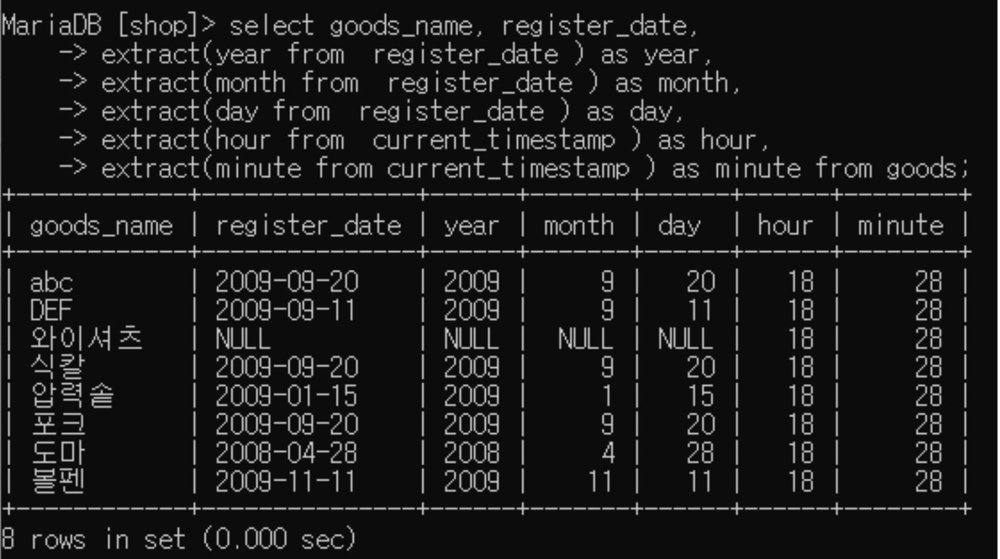 MariaDB [shop]> select goods_name, register_date,
    -> extract(year from  register_date ) as year,
    -> extract(month from  register_date ) as month,
    -> extract(day from  register_date ) as day,
    -> extract(hour from  current_timestamp ) as hour,
    -> extract(minute from current_timestamp ) as minute from goods;
+------------+---------------+------+-------+------+------+--------+
| goods_name | register_date | year | month | day  | hour | minute |
+------------+---------------+------+-------+------+------+--------+
| abc        | 2009-09-20    | 2009 |     9 |   20 |   18 |     28 |
| DEF        | 2009-09-11    | 2009 |     9 |   11 |   18 |     28 |
| 와이셔츠   | NULL          | NULL |  NULL | NULL |   18 |     28 |
| 식칼       | 2009-09-20    | 2009 |     9 |   20 |   18 |     28 |
| 압력솥     | 2009-01-15    | 2009 |     1 |   15 |   18 |     28 |
| 포크       | 2009-09-20    | 2009 |     9 |   20 |   18 |     28 |
| 도마       | 2008-04-28    | 2008 |     4 |   28 |   18 |     28 |
| 볼펜       | 2009-11-11    | 2009 |    11 |   11 |   18 |     28 |
+------------+---------------+------+-------+------+------+--------+
8 rows in set (0.000 sec)